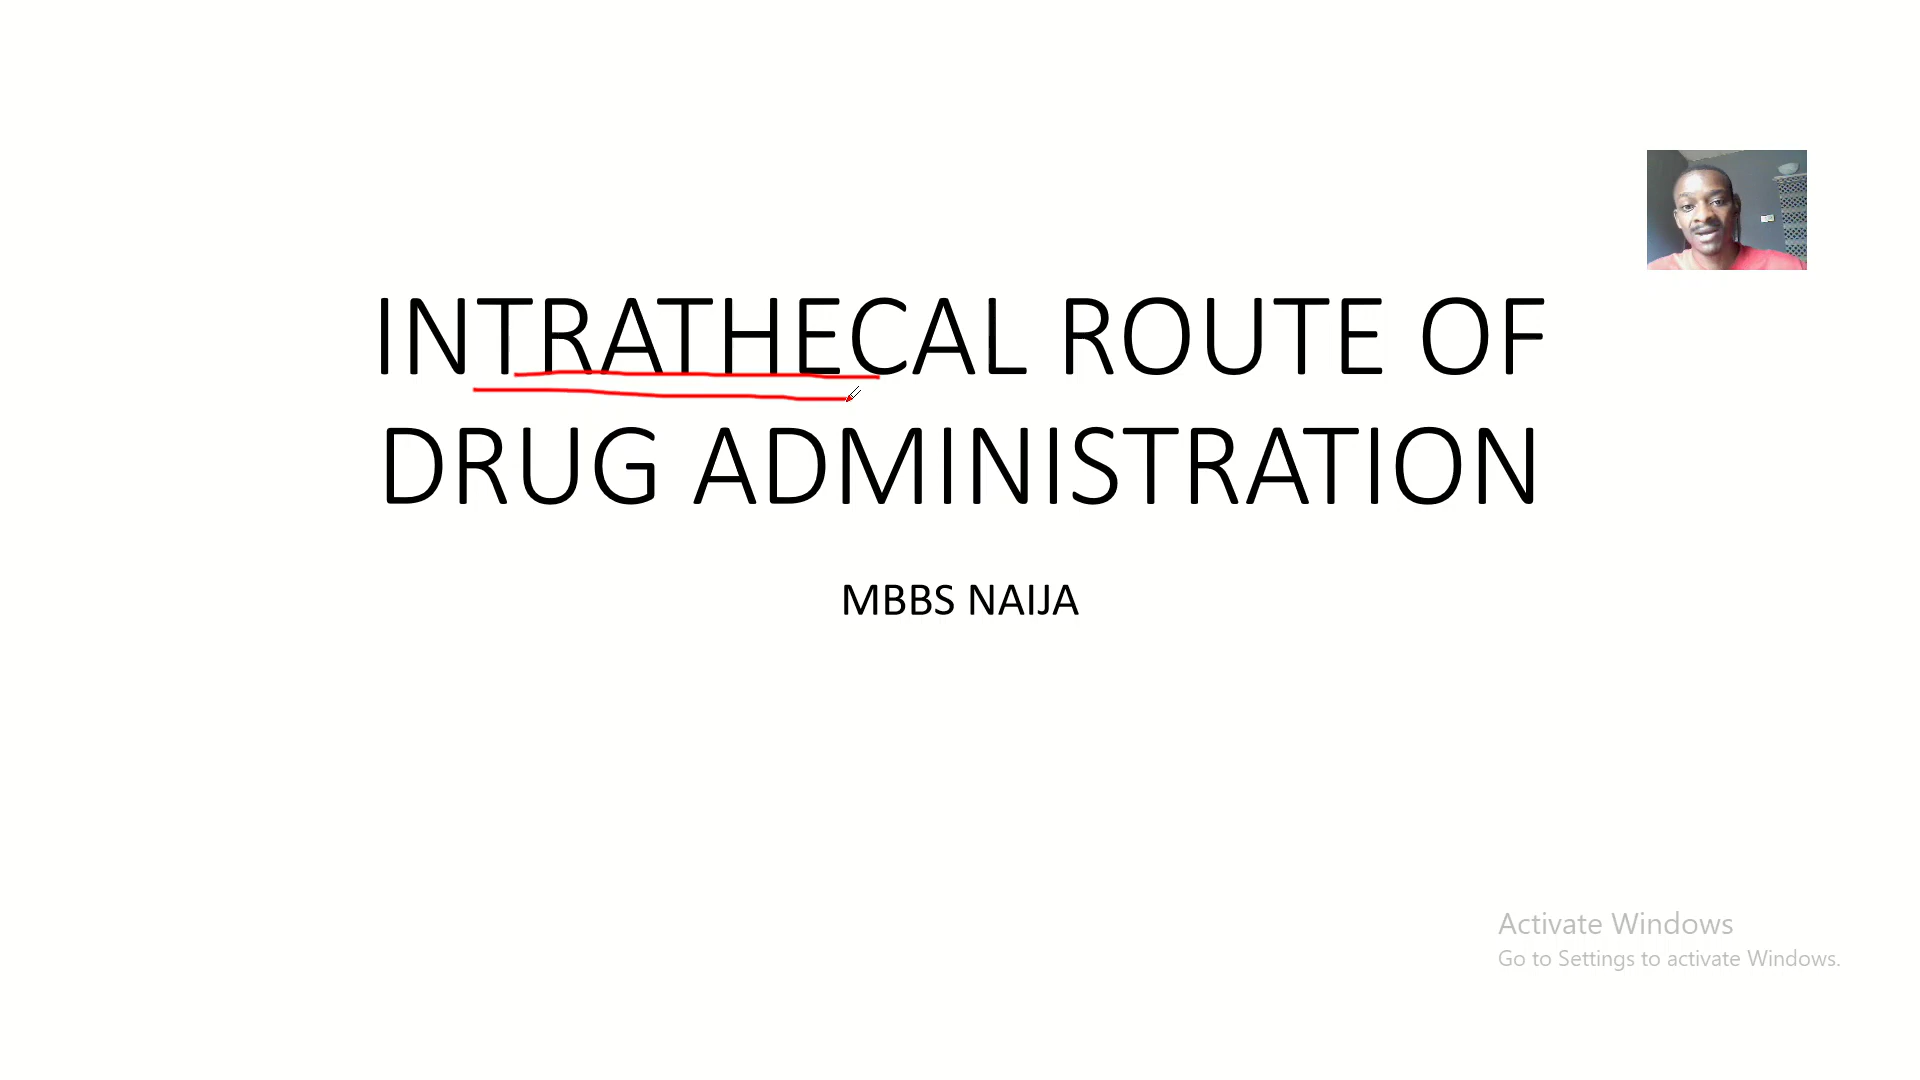 INTRATHECAL ROUTE OF
DRUG ADMINISTRATION
MBBS NAIJA
Activate Windows
Go to Settings to activate Windows.